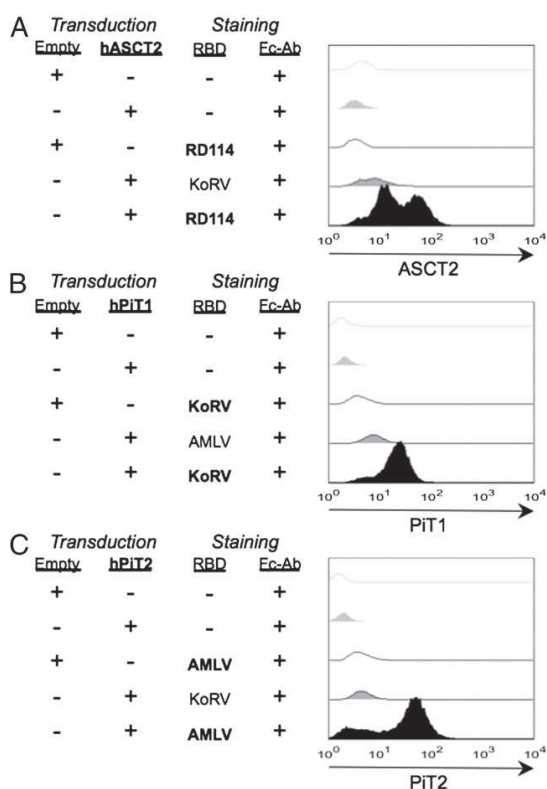 A
Transduction Staining
Empty hASCT2 RBD Fc-Ab
+ - - +
- + - +
+ - RD114 +
- + KoRV +
- + RD114 +
10⁰ 10¹ 10² 10³ 10⁴
ASCT2
B
Transduction Staining
Empty hPiT1 RBD Fc-Ab
+ - - +
- + - +
+ - KoRV +
- + AMLV +
- + KoRV +
10⁰ 10¹ 10² 10³ 10⁴
PiT1
C
Transduction Staining
Empty hPiT2 RBD Fc-Ab
+ - - +
- + - +
+ - AMLV +
- + KoRV +
- + AMLV +
10⁰ 10¹ 10² 10³ 10⁴
PiT2